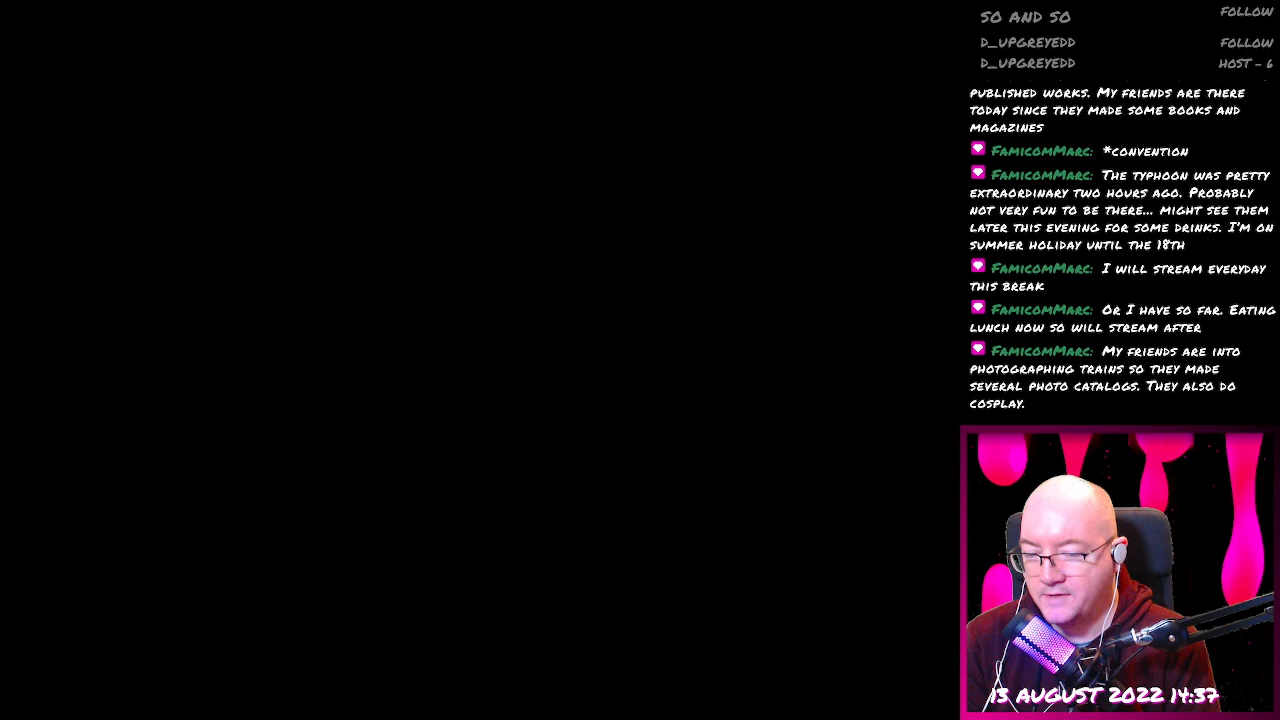 SO AND SO FOLLOW
D_UPGREYEDD FOLLOW
D_UPGREYEDD HOST - 6
PUBLISHED WORKS. MY FRIENDS ARE THERE
TODAY SINCE THEY MADE SOME BOOKS AND
MAGAZINES
FAMICOMMARC: *CONVENTION
FAMICOMMARC: THE TYPHOON WAS PRETTY
EXTRAORDINARY TWO HOURS AGO. PROBABLY
NOT VERY FUN TO BE THERE... MIGHT SEE THEM
LATER THIS EVENING FOR SOME DRINKS. I'M ON
SUMMER HOLIDAY UNTIL THE 18TH
FAMICOMMARC: I WILL STREAM EVERYDAY
THIS BREAK
FAMICOMMARC: OR I HAVE SO FAR. EATING
LUNCH NOW SO WILL STREAM AFTER
FAMICOMMARC: MY FRIENDS ARE INTO
PHOTOGRAPHING TRAINS SO THEY MADE
SEVERAL PHOTO CATALOGS. THEY ALSO DO
COSPLAY.
13 AUGUST 2022 14:37